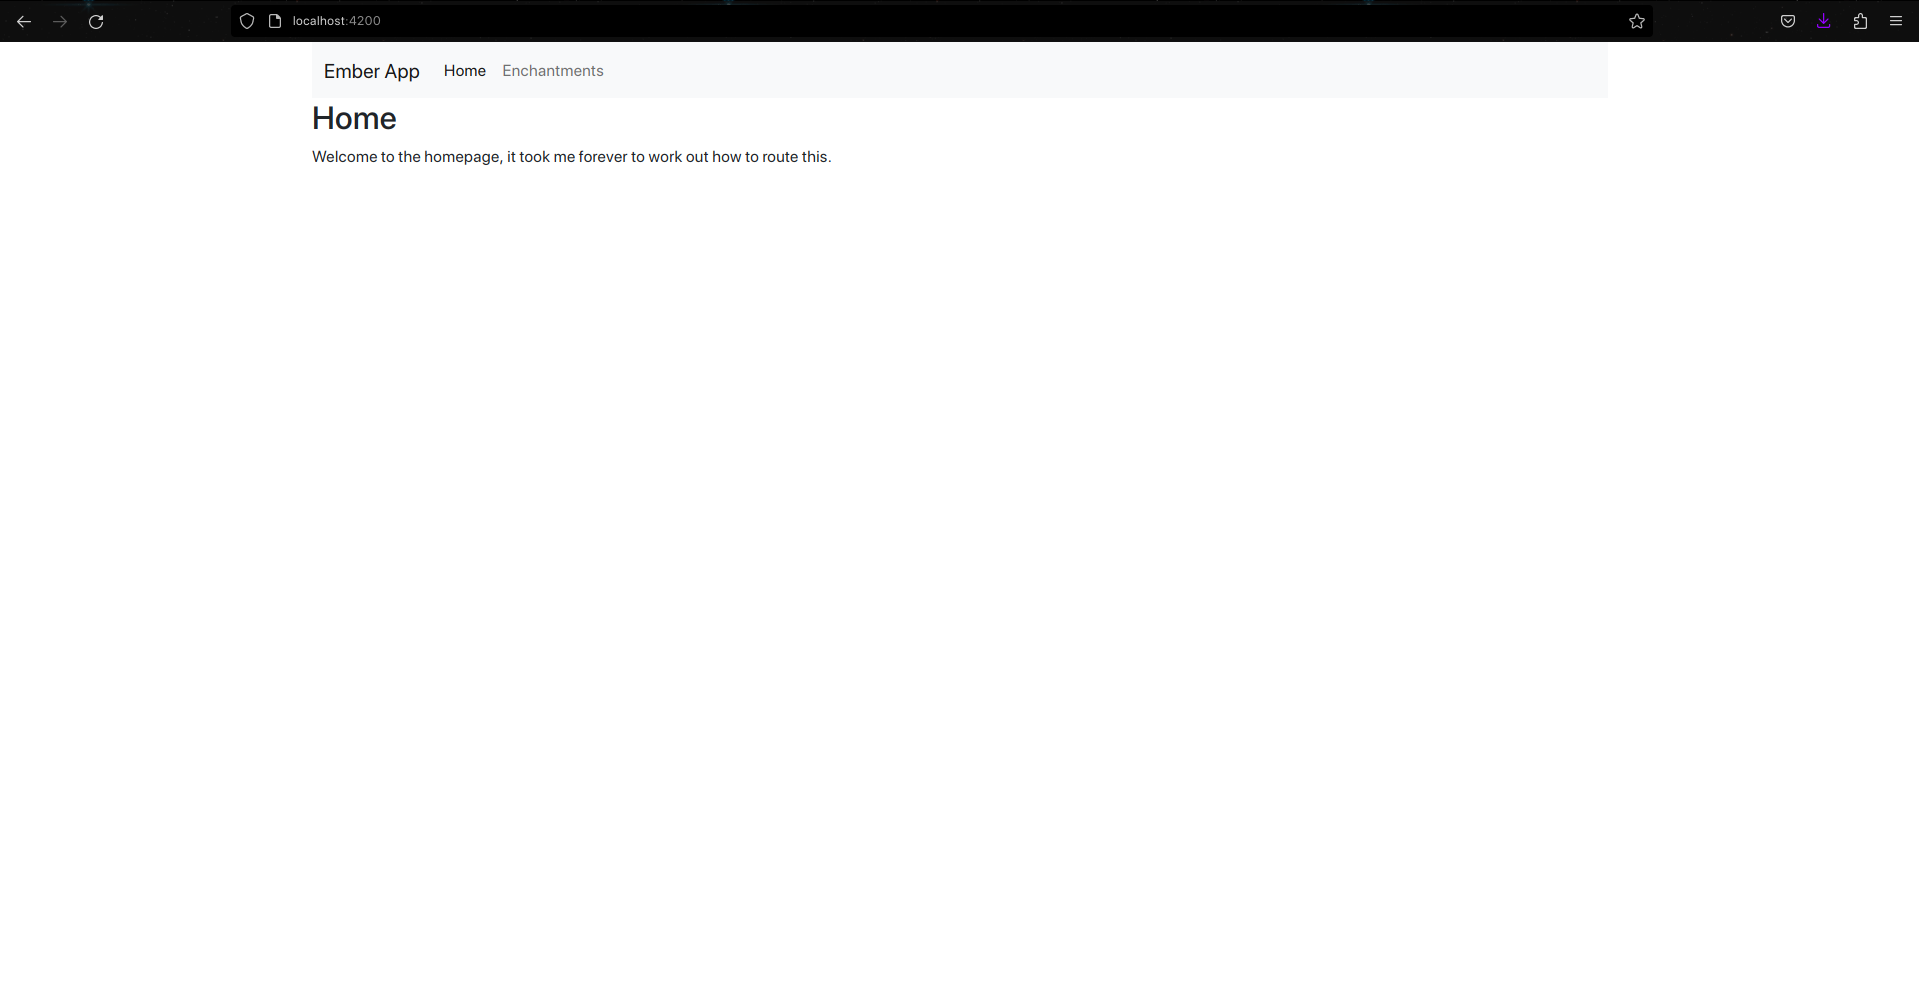 localhost:4200
Ember App Home Enchantments
Home
Welcome to the homepage, it took me forever to work out how to route this.